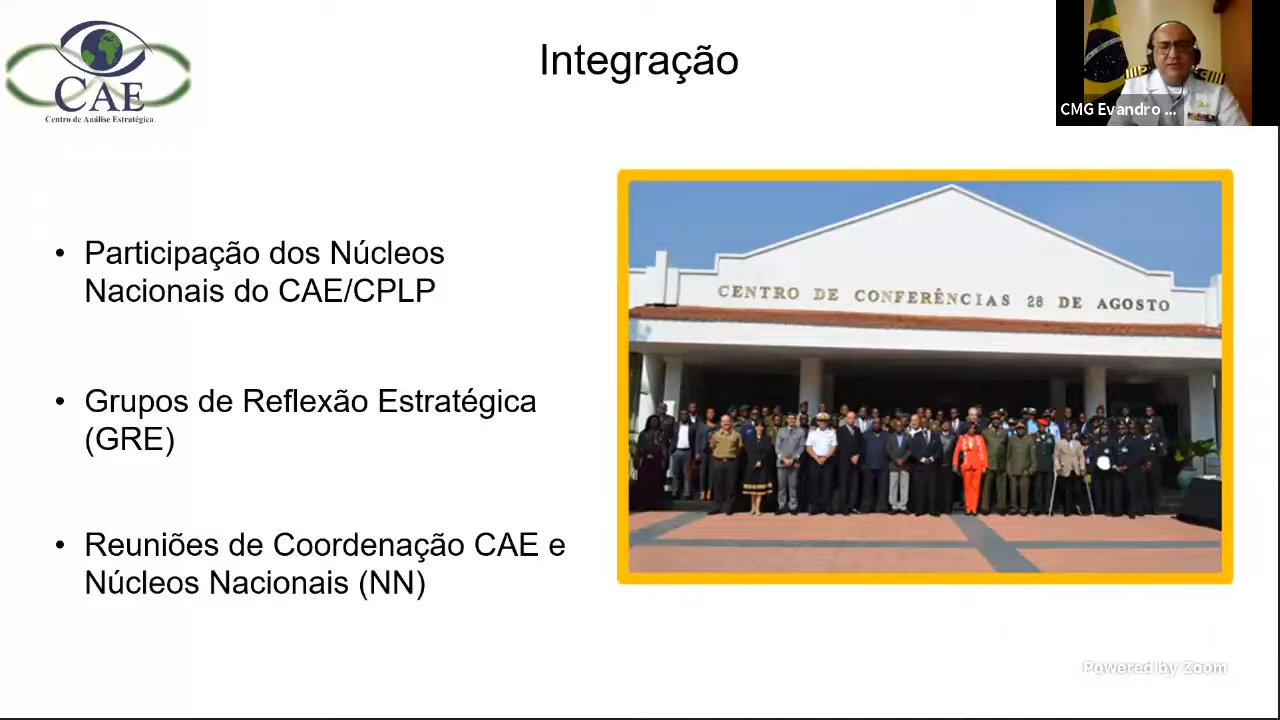 CAE
Centro de Análise Estratégica
Integração
CMG Evandro ...
• Participação dos Núcleos
Nacionais do CAE/CPLP
• Grupos de Reflexão Estratégica
(GRE)
• Reuniões de Coordenação CAE e
Núcleos Nacionais (NN)
CENTRO DE CONFERÊNCIAS 28 DE AGOSTO
Powered by Zoom